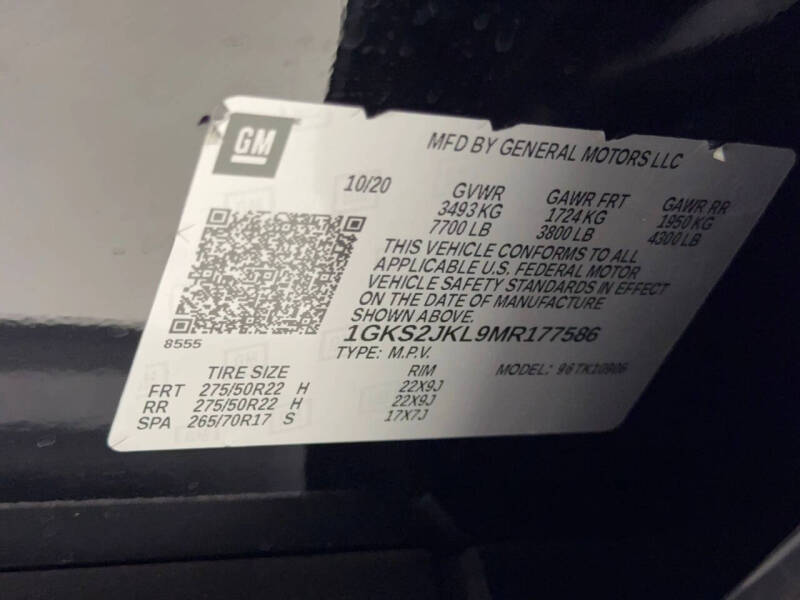 GM
MFD BY GENERAL MOTORS LLC
10/20
GVWR GAWR FRT GAWR RR
3493 KG 1724 KG 1950 KG
7700 LB 3800 LB 4300 LB
THIS VEHICLE CONFORMS TO ALL
APPLICABLE U.S. FEDERAL MOTOR
VEHICLE SAFETY STANDARDS IN EFFECT
ON THE DATE OF MANUFACTURE
SHOWN ABOVE.
8555
1GKS2JKL9MR177586
TYPE: M.P.V. MODEL: 96TK10906
TIRE SIZE RIM
FRT 275/50R22 H 22X9J
RR 275/50R22 H 22X9J
SPA 265/70R17 S 17X7J